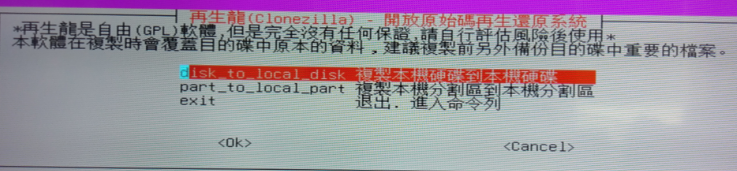 再生龍(Clonezilla) - 開放原始碼再生還原系統
*再生龍是自由(GPL)軟體,但是完全沒有任何保證,請自行評估風險後使用*
本軟體在複製時會覆蓋目的碟中原本的資料,建議複製前另外備份目的碟中重要的檔案。
disk_to_local_disk 複製本機硬碟到本機硬碟
part_to_local_part 複製本機分割區到本機分割區
exit 退出. 進入命令列
<Ok> <Cancel>